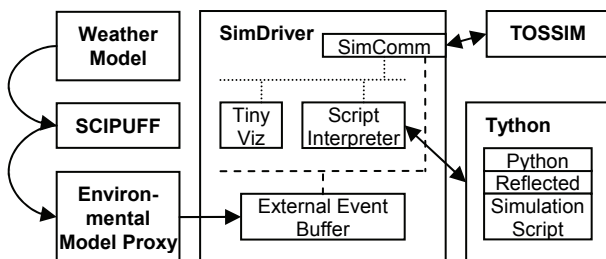 Weather
Model
SCIPUFF
Environ-
mental
Model Proxy
SimDriver
SimComm
Tiny
Viz
Script
Interpreter
External Event
Buffer
TOSSIM
Tython
Python
Reflected
Simulation
Script